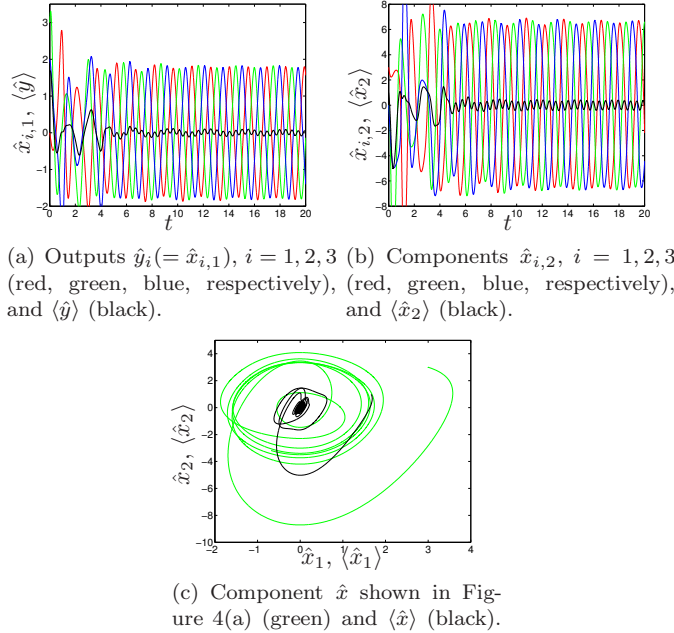 3
2
1
0
−1
−2
0 2 4 6 8 10 12 14 16 18 20
x̂_{i,1}, ⟨ŷ⟩
t
8
6
4
2
0
−2
−4
−6
−8
0 2 4 6 8 10 12 14 16 18 20
x̂_{i,2}, ⟨x̂_2⟩
t
(a) Outputs ŷ_i(= x̂_{i,1}), i = 1, 2, 3
(red, green, blue, respectively),
and ⟨ŷ⟩ (black).
(b) Components x̂_{i,2}, i = 1, 2, 3
(red, green, blue, respectively),
and ⟨x̂_2⟩ (black).
4
2
0
−2
−4
−6
−8
−10
−2 −1 0 1 2 3 4
x̂_2, ⟨x̂_2⟩
x̂_1, ⟨x̂_1⟩
(c) Component x̂ shown in Fig-
ure 4(a) (green) and ⟨x̂⟩ (black).